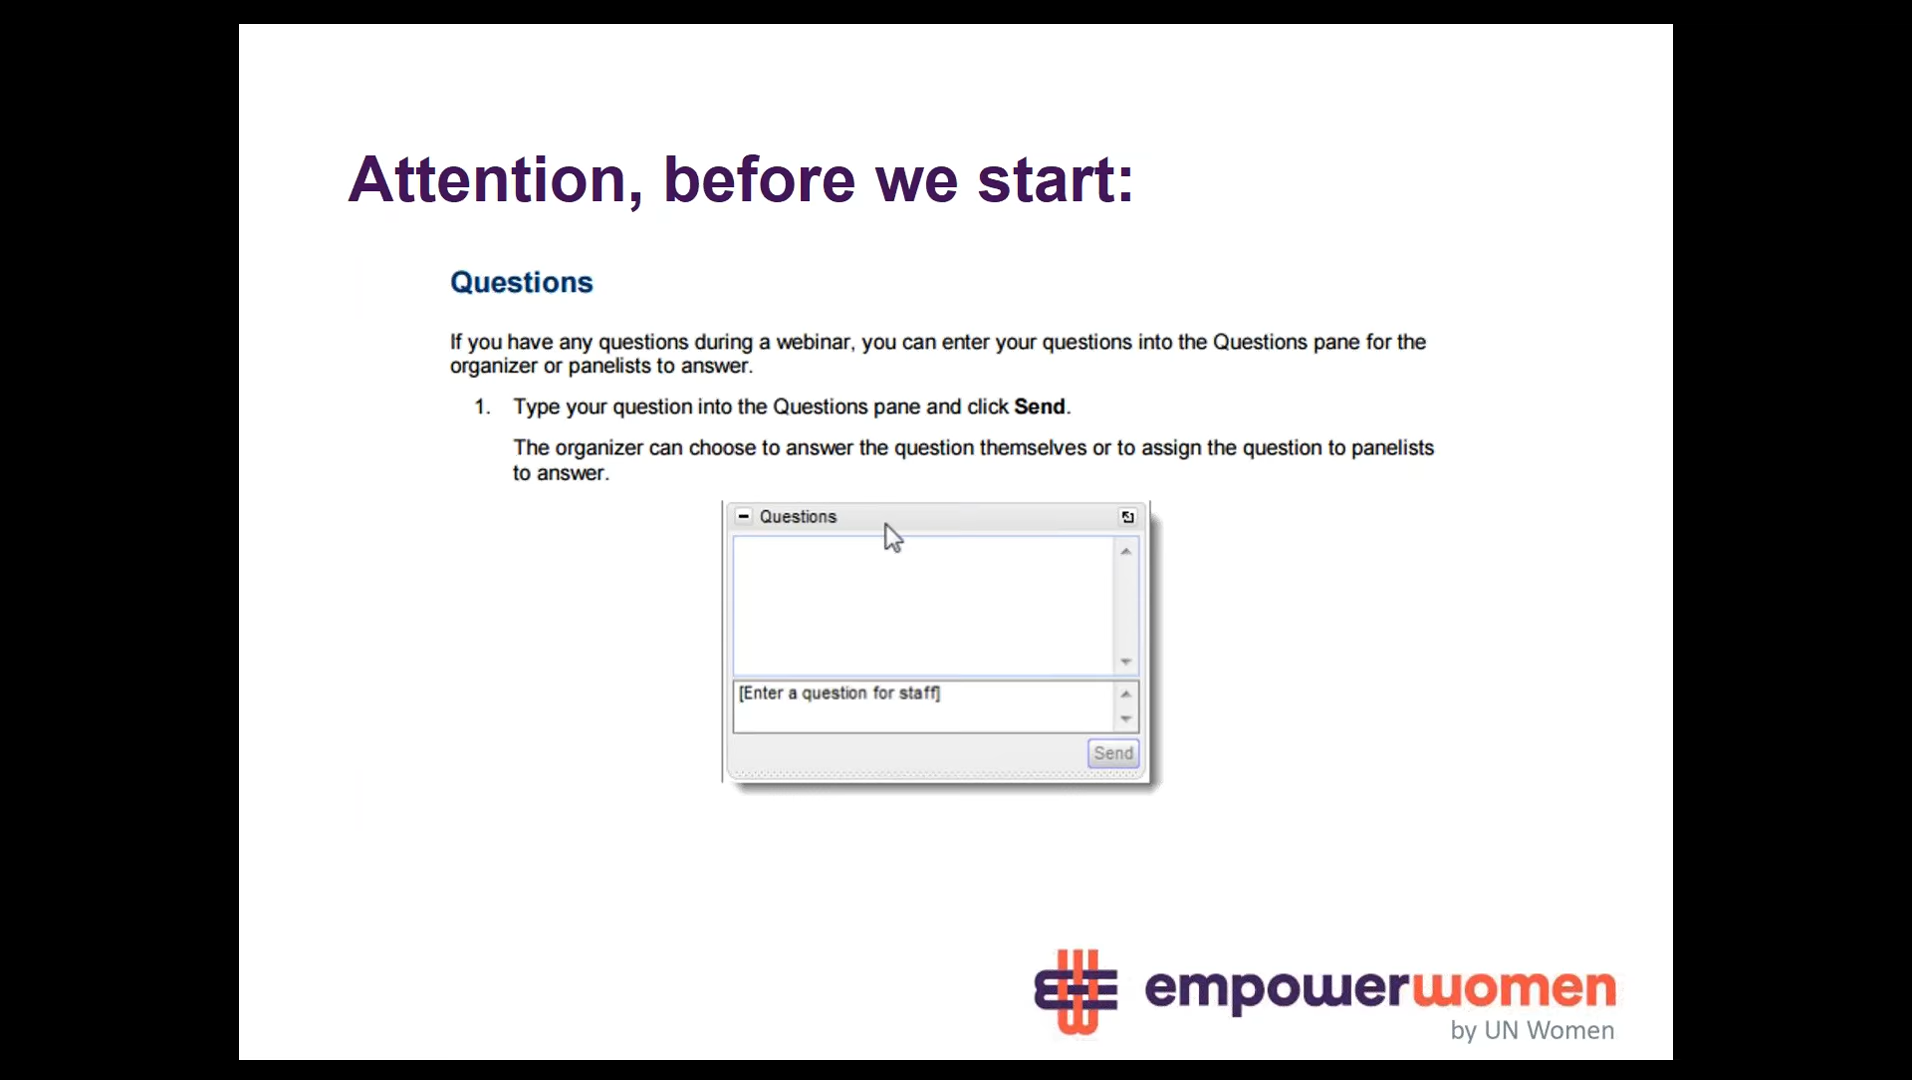 Attention, before we start:
Questions
If you have any questions during a webinar, you can enter your questions into the Questions pane for the
organizer or panelists to answer.
1. Type your question into the Questions pane and click Send.
The organizer can choose to answer the question themselves or to assign the question to panelists
to answer.
Questions
[Enter a question for staff]
Send
empowerwomen
by UN Women